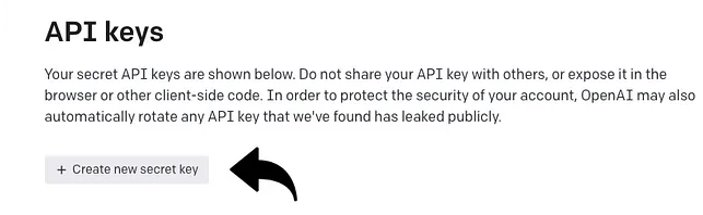 API keys
Your secret API keys are shown below. Do not share your API key with others, or expose it in the
browser or other client-side code. In order to protect the security of your account, OpenAI may also
automatically rotate any API key that we've found has leaked publicly.
+ Create new secret key